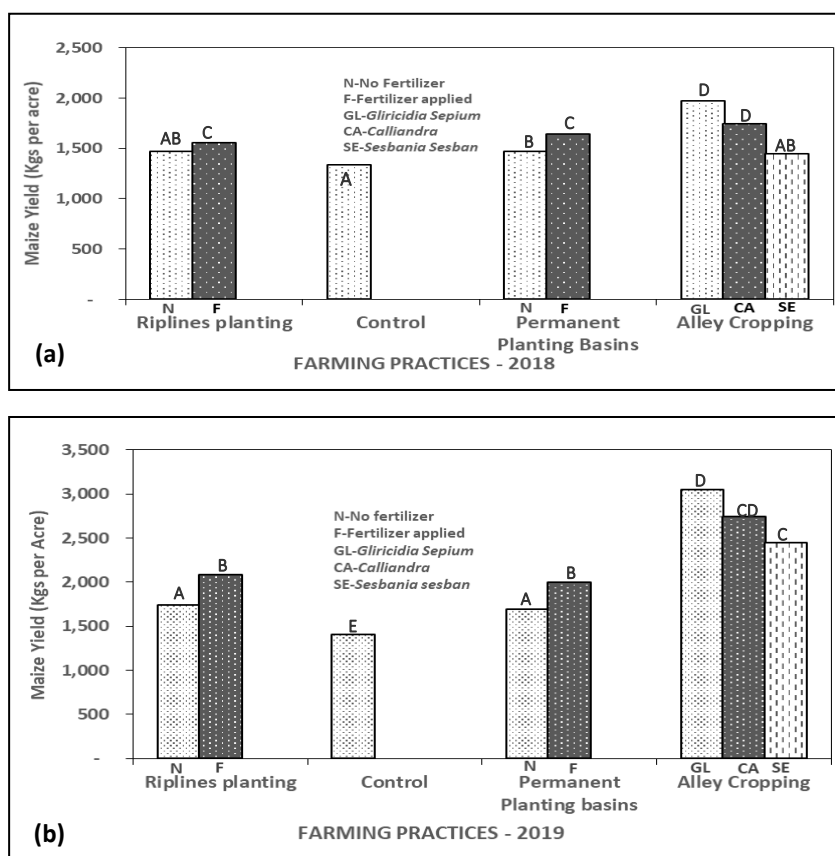 2,500
2,000
1,500
1,000
500
-
Maize Yield (Kgs per acre)
N-No Fertilizer
F-Fertilizer applied
GL-Gliricidia Sepium
CA-Calliandra
SE-Sesbania Sesban
AB
C
A
B
C
D
D
AB
N F N F GL CA SE
Riplines planting Control Permanent Alley Cropping
Planting Basins
(a)
FARMING PRACTICES - 2018
3,500
3,000
2,500
2,000
1,500
1,000
500
-
Maize Yield (Kgs per Acre)
N-No fertilizer
F-Fertilizer applied
GL-Gliricidia Sepium
CA-Calliandra
SE-Sesbania sesban
A
B
E
A
B
D
CD
C
N F N F GL CA SE
Riplines planting Control Permanent Alley Cropping
Planting basins
(b)
FARMING PRACTICES - 2019